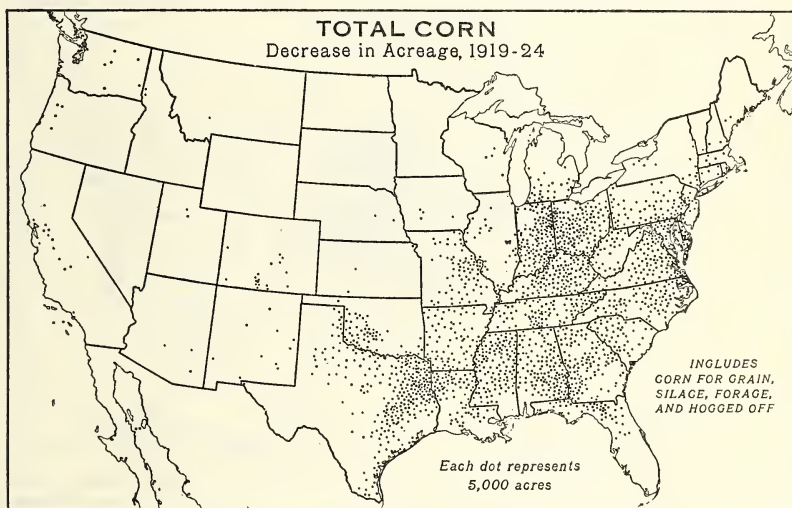 TOTAL CORN
Decrease in Acreage, 1919-24
INCLUDES
CORN FOR GRAIN,
SILAGE, FORAGE,
AND HOGGED OFF
Each dot represents
5,000 acres